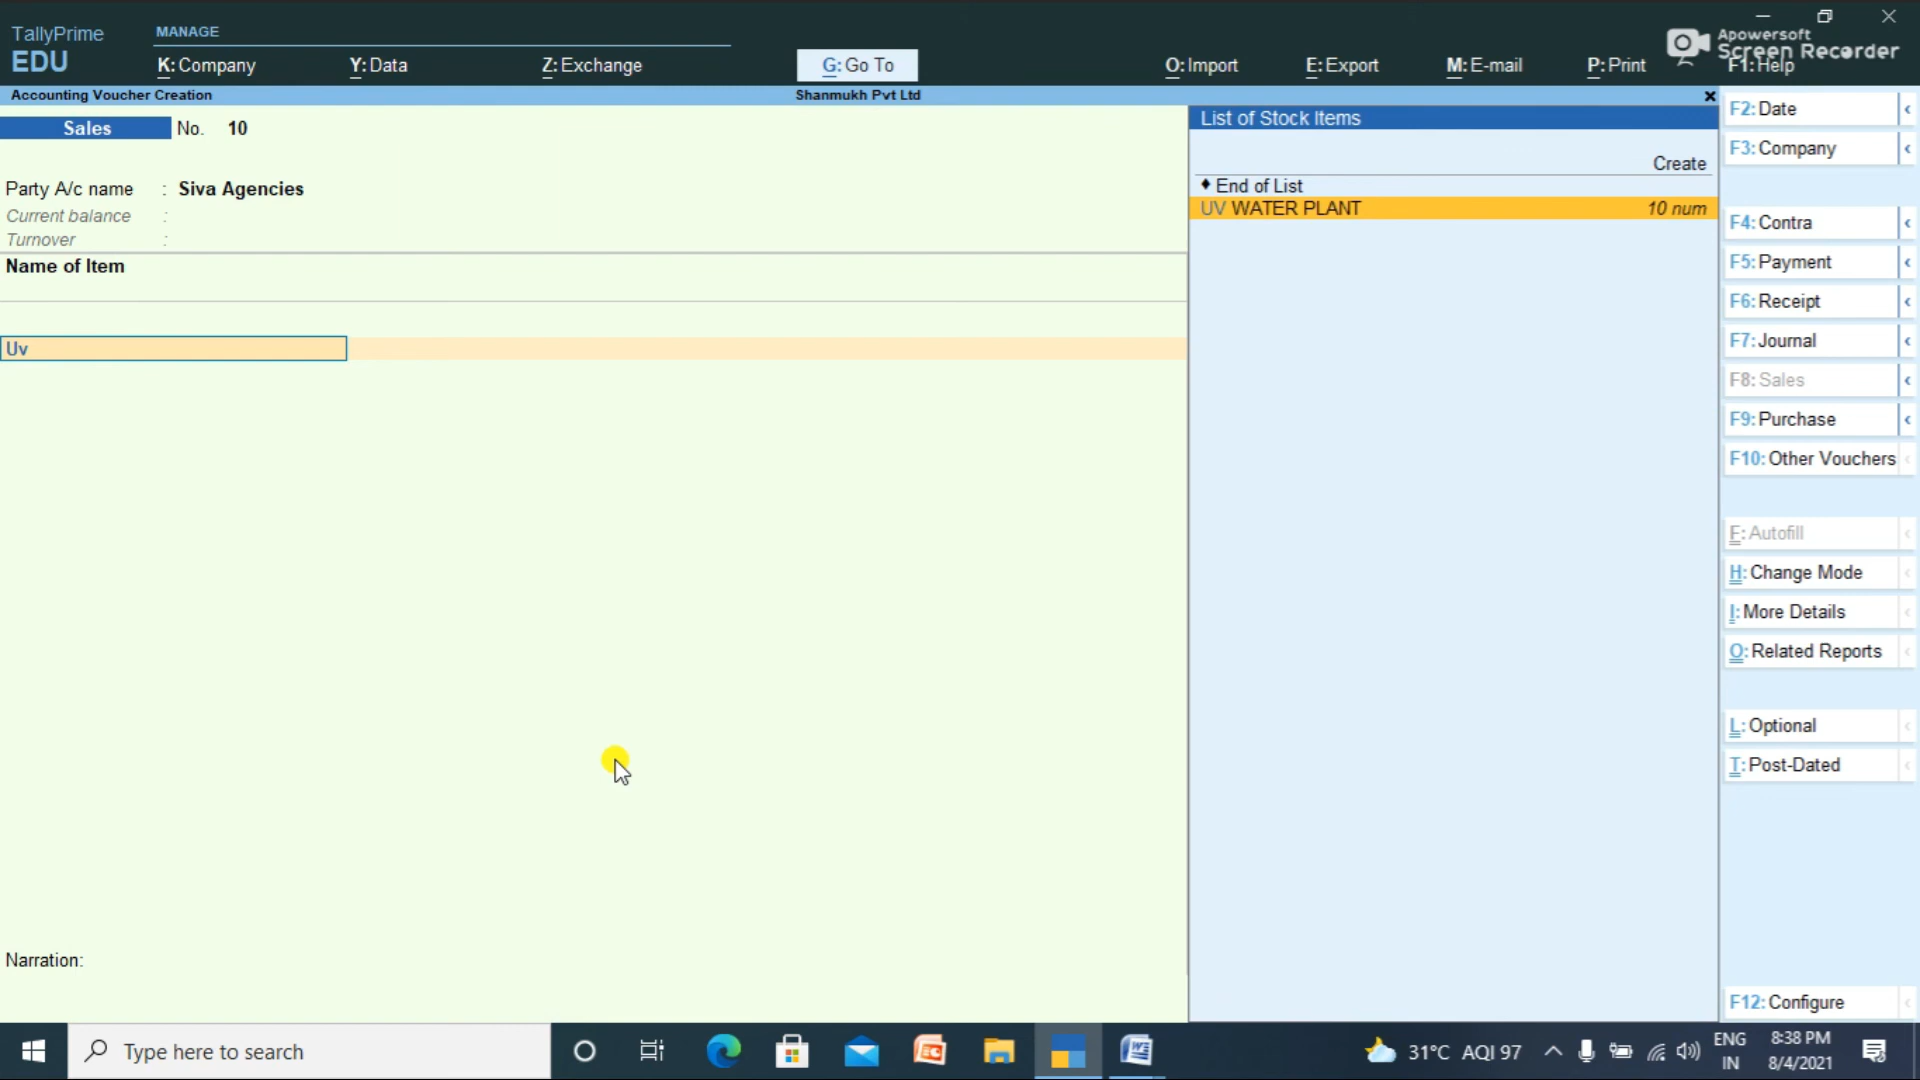 TallyPrime
EDU
MANAGE
K: Company
Y: Data
Z: Exchange
G: Go To
O: Import
E: Export
M: E-mail
P: Print
F1: Help
Apowersoft
Screen Recorder
Accounting Voucher Creation
Shanmukh Pvt Ltd
Sales No. 10
Party A/c name : Siva Agencies
Current balance :
Turnover :
Name of Item
Uv
Narration:
List of Stock Items
Create
♦ End of List
UV WATER PLANT 10 num
F2: Date
F3: Company
F4: Contra
F5: Payment
F6: Receipt
F7: Journal
F8: Sales
F9: Purchase
F10: Other Vouchers
F: Autofill
H: Change Mode
I: More Details
O: Related Reports
L: Optional
T: Post-Dated
F12: Configure
Type here to search
31°C AQI 97
ENG
IN
8:38 PM
8/4/2021